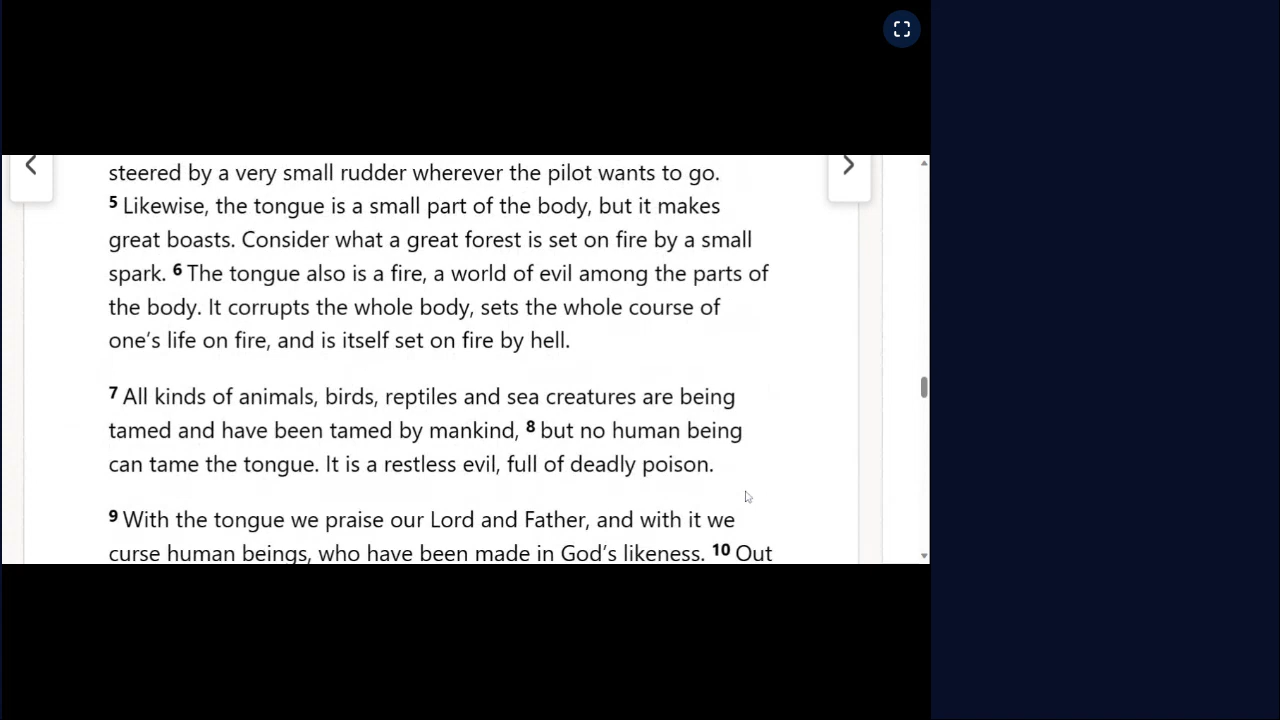 steered by a very small rudder wherever the pilot wants to go.
5 Likewise, the tongue is a small part of the body, but it makes
great boasts. Consider what a great forest is set on fire by a small
spark. 6 The tongue also is a fire, a world of evil among the parts of
the body. It corrupts the whole body, sets the whole course of
one’s life on fire, and is itself set on fire by hell.
7 All kinds of animals, birds, reptiles and sea creatures are being
tamed and have been tamed by mankind, 8 but no human being
can tame the tongue. It is a restless evil, full of deadly poison.
9 With the tongue we praise our Lord and Father, and with it we
curse human beings, who have been made in God’s likeness. 10 Out